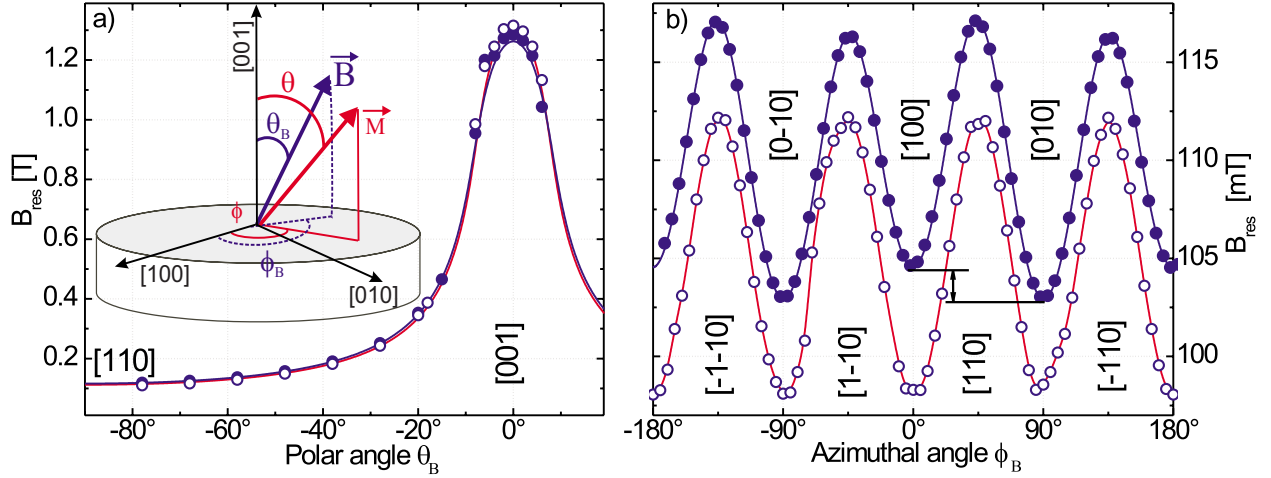 a)
B_res [T]
1.2
1.0
0.8
0.6
0.4
0.2
[001]
θ
B
θ_B
M
ϕ
[100]
ϕ_B
[010]
[110]
[001]
-80°
-60°
-40°
-20°
0°
Polar angle θ_B
b)
[0-10]
[100]
[010]
[-1-10]
[1-10]
[110]
[-110]
115
110
105
100
B_res [mT]
-180°
-90°
0
90°
180°
Azimuthal angle ϕ_B